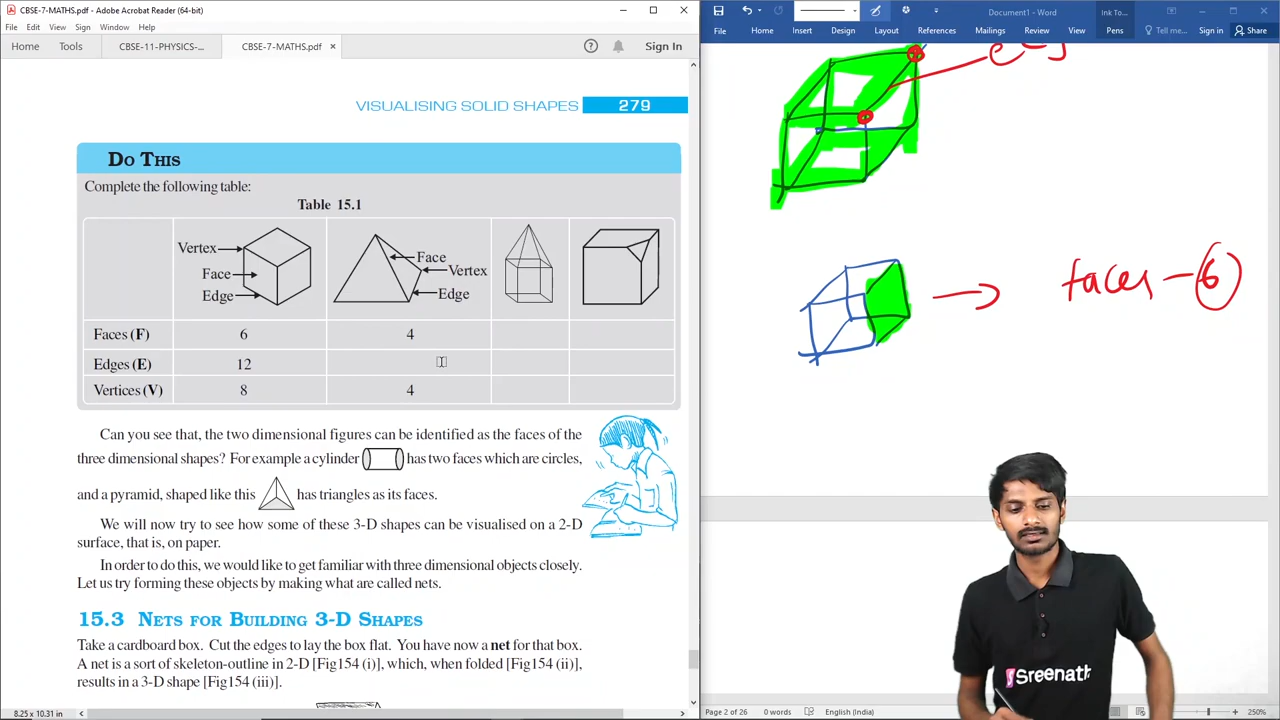 CBSE-7-MATHS.pdf - Adobe Acrobat Reader (64-bit)
File Edit View Sign Window Help
Home Tools CBSE-11-PHYSICS-... CBSE-7-MATHS.pdf × Sign In
VISUALISING SOLID SHAPES 279
DO THIS
Complete the following table:
Table 15.1
Vertex
Face
Edge
Face
Vertex
Edge
Faces (F) 6 4
Edges (E) 12
Vertices (V) 8 4
Can you see that, the two dimensional figures can be identified as the faces of the
three dimensional shapes? For example a cylinder has two faces which are circles,
and a pyramid, shaped like this has triangles as its faces.
We will now try to see how some of these 3-D shapes can be visualised on a 2-D
surface, that is, on paper.
In order to do this, we would like to get familiar with three dimensional objects closely.
Let us try forming these objects by making what are called nets.
15.3 NETS FOR BUILDING 3-D SHAPES
Take a cardboard box. Cut the edges to lay the box flat. You have now a net for that box.
A net is a sort of skeleton-outline in 2-D [Fig154 (i)], which, when folded [Fig154 (ii)],
results in a 3-D shape [Fig154 (iii)].
8.25 x 10.31 in
Document1 - Word
Ink To...
File Home Insert Design Layout References Mailings Review View Pens Tell me... Sign in Share
faces - 6
Sreenath
Page 2 of 26 0 words English (India) 250%